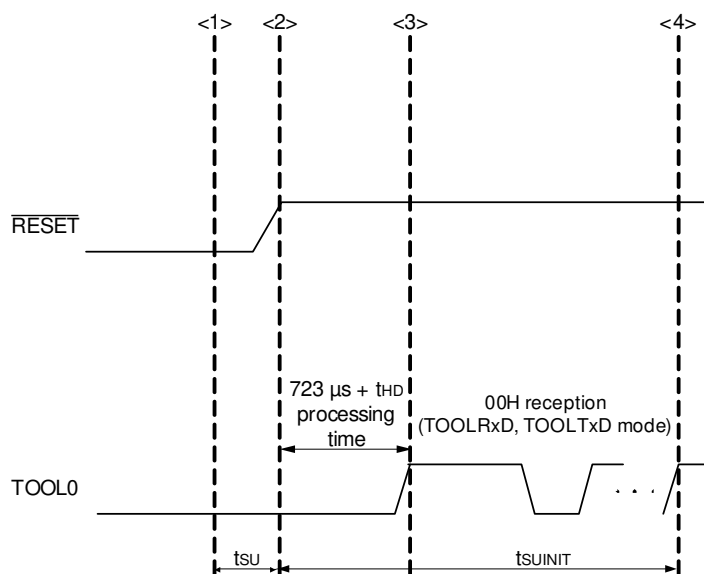 <1> <2> <3> <4>
RESET
723 µs + tHD
processing
time
00H reception
(TOOLRxD, TOOLTxD mode)
TOOL0
. . .
tSU tSUINIT